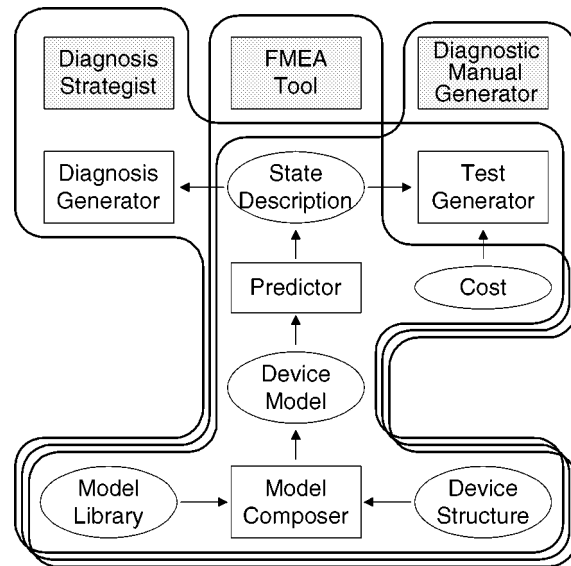 Diagnosis
Strategist
FMEA
Tool
Diagnostic
Manual
Generator
Diagnosis
Generator
State
Description
Test
Generator
Predictor
Cost
Device
Model
Model
Library
Model
Composer
Device
Structure